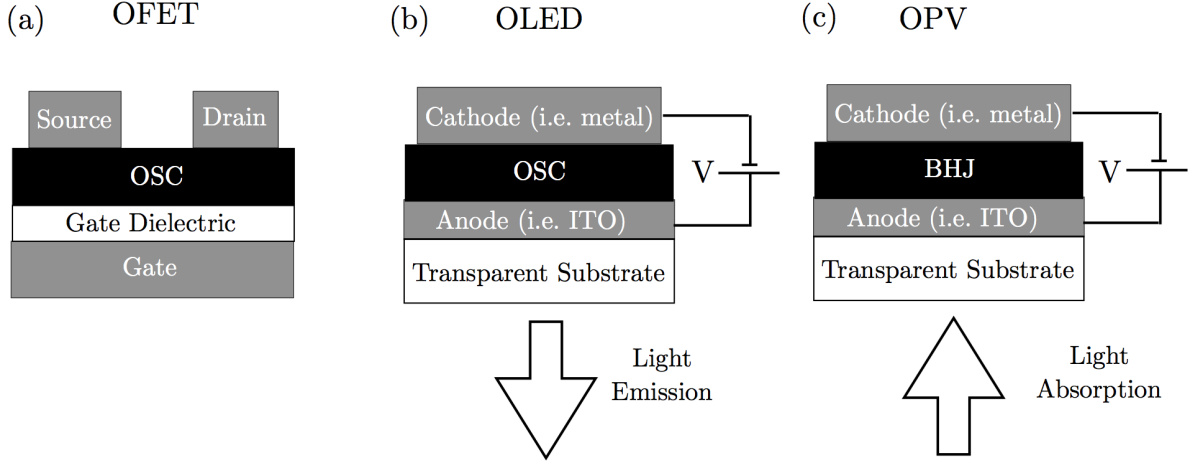 (a)
OFET
Source
Drain
OSC
Gate Dielectric
Gate
(b)
OLED
Cathode (i.e. metal)
OSC
V
Anode (i.e. ITO)
Transparent Substrate
Light
Emission
(c)
OPV
Cathode (i.e. metal)
BHJ
V
Anode (i.e. ITO)
Transparent Substrate
Light
Absorption